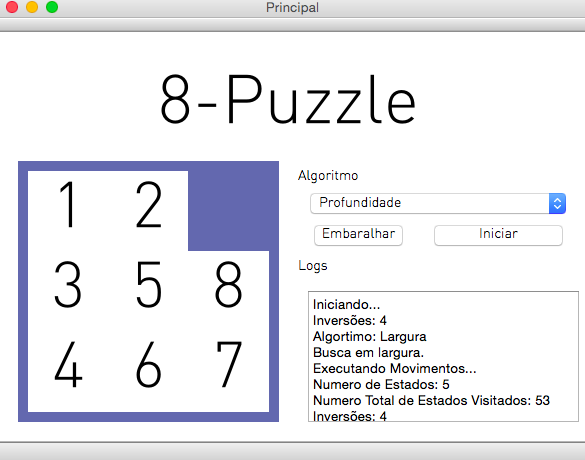 Principal
8-Puzzle
1 2
3 5 8
4 6 7
Algoritmo
Profundidade
Embaralhar Iniciar
Logs
Iniciando...
Inversões: 4
Algortimo: Largura
Busca em largura.
Executando Movimentos...
Numero de Estados: 5
Numero Total de Estados Visitados: 53
Inversões: 4